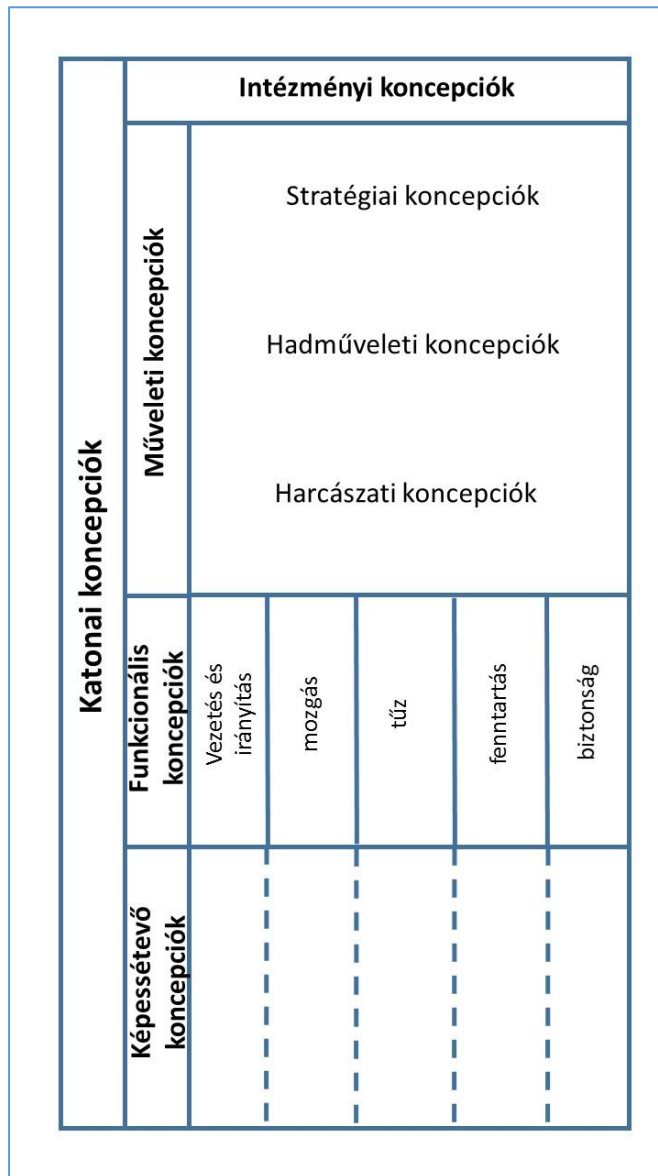 Katonai koncepciók
Intézményi koncepciók
Műveleti koncepciók
Stratégiai koncepciók
Hadműveleti koncepciók
Harcászati koncepciók
Funkcionális
koncepciók
Vezetés és
irányítás
mozgás
tűz
fenntartás
biztonság
Képessétevő
koncepciók